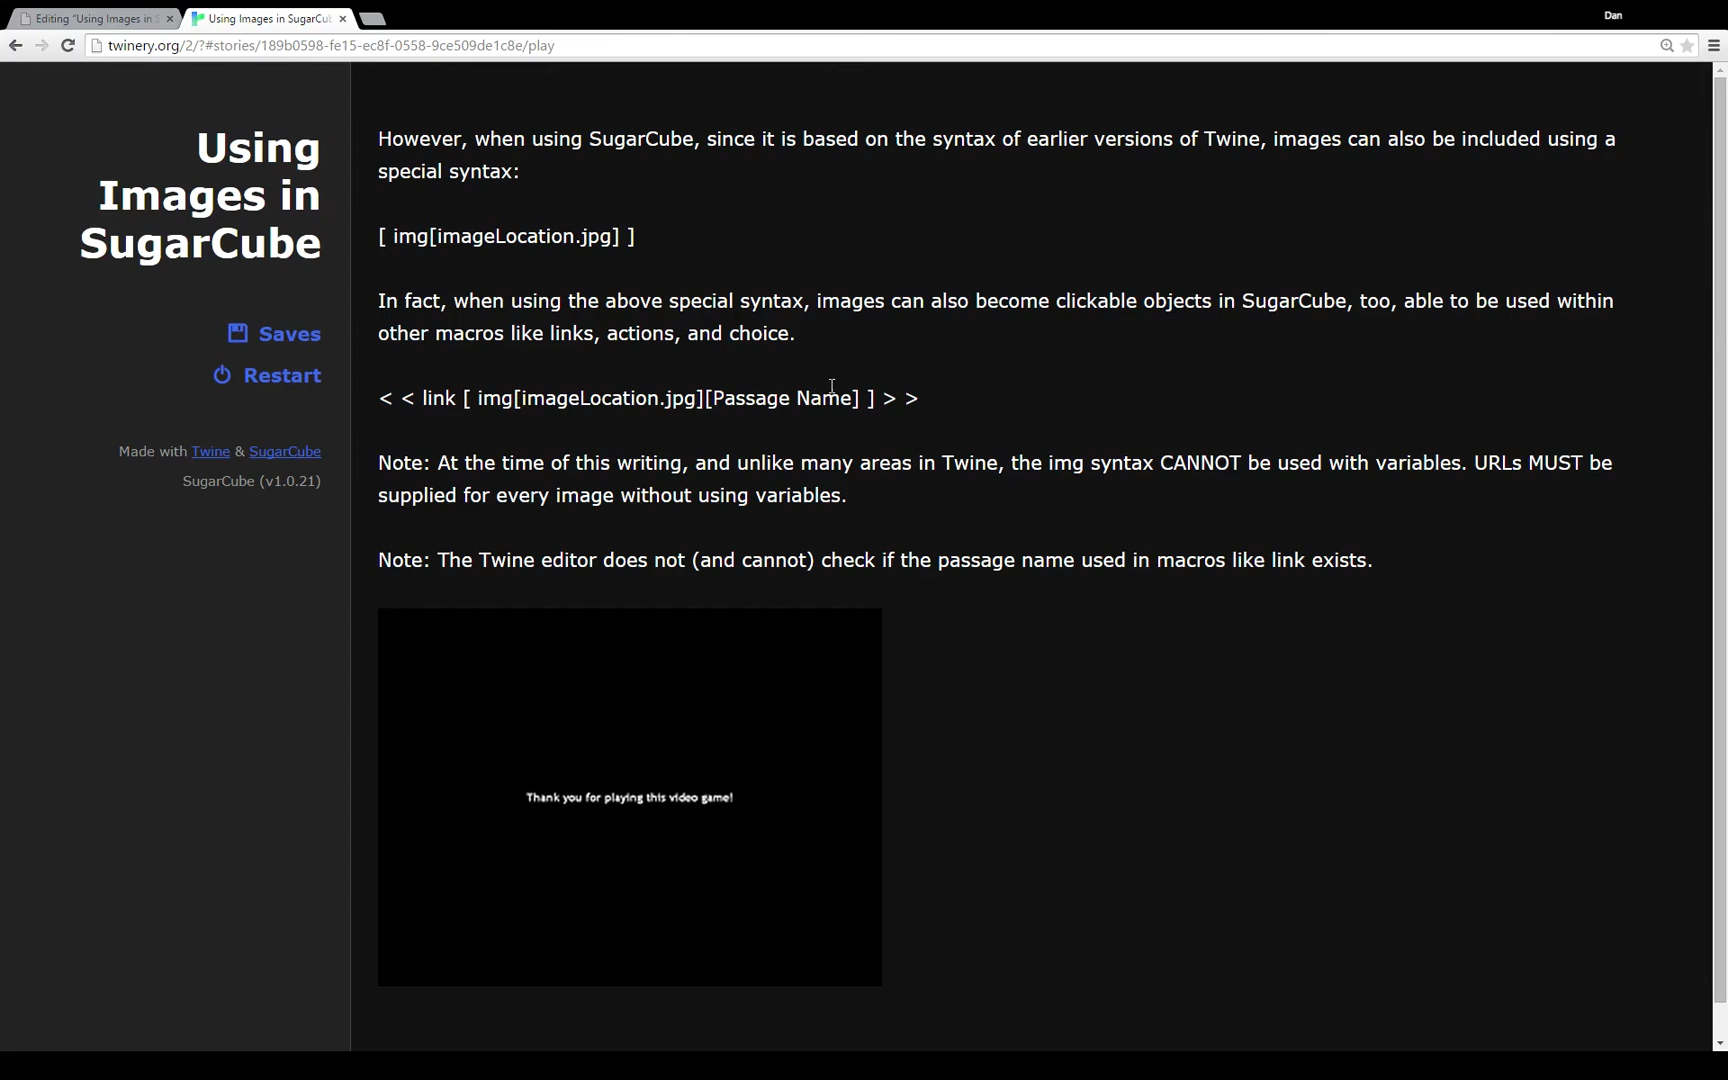 Editing "Using Images in S
Using Images in SugarCub
Dan
twinery.org/2/?#stories/189b0598-fe15-ec8f-0558-9ce509de1c8e/play
Using
Images in
SugarCube
Saves
Restart
Made with Twine & SugarCube
SugarCube (v1.0.21)
However, when using SugarCube, since it is based on the syntax of earlier versions of Twine, images can also be included using a
special syntax:
[ img[imageLocation.jpg] ]
In fact, when using the above special syntax, images can also become clickable objects in SugarCube, too, able to be used within
other macros like links, actions, and choice.
< < link [ img[imageLocation.jpg][Passage Name] ] > >
Note: At the time of this writing, and unlike many areas in Twine, the img syntax CANNOT be used with variables. URLs MUST be
supplied for every image without using variables.
Note: The Twine editor does not (and cannot) check if the passage name used in macros like link exists.
Thank you for playing this video game!